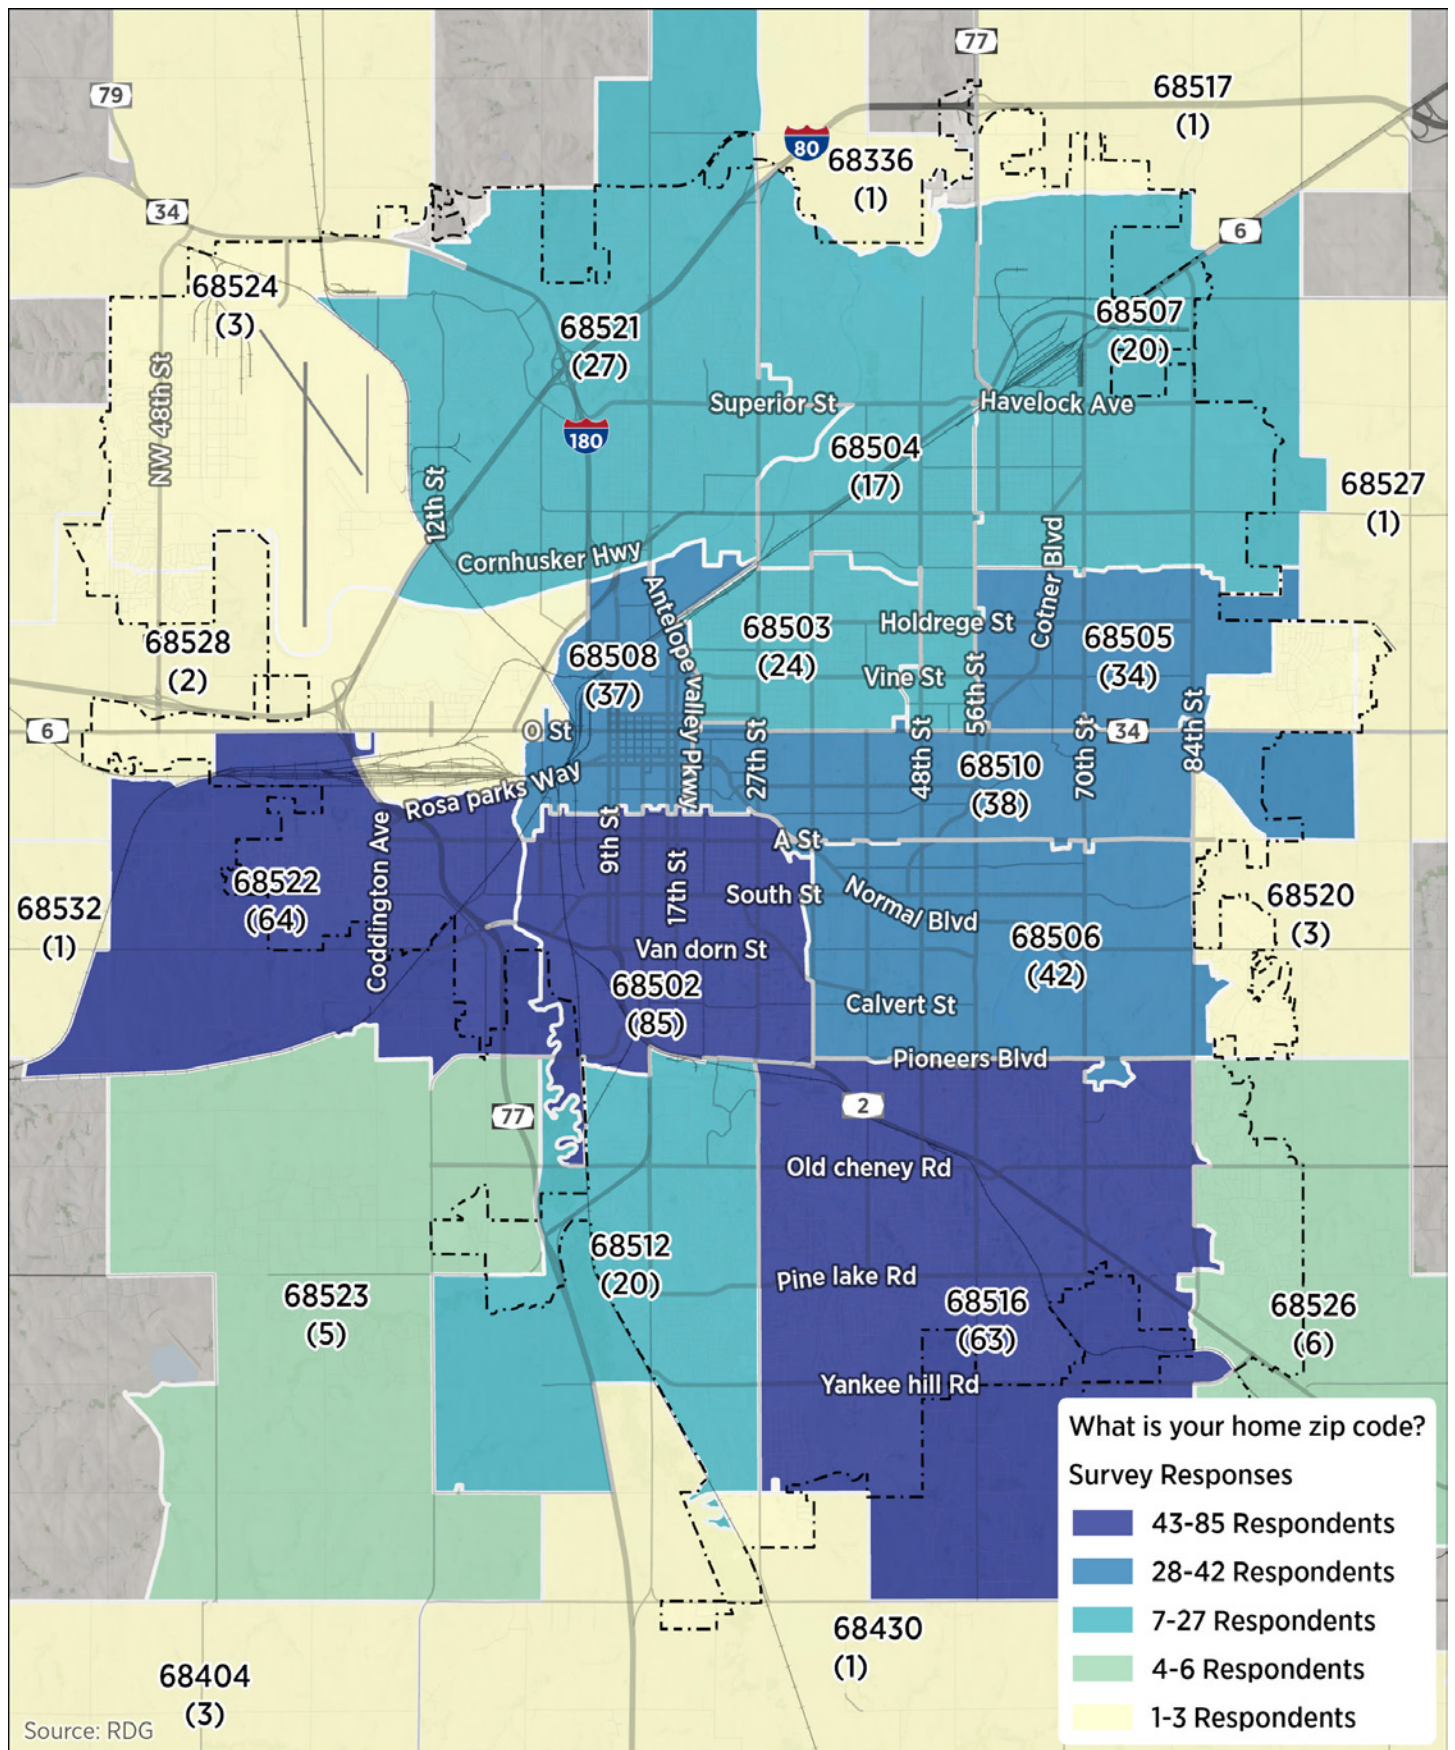 77
79
68517
(1)
80
68336
(1)
34
6
68524
(3)
68521
(27)
68507
(20)
NW 48th St
Superior St
Havelock Ave
180
68504
(17)
12th St
68527
(1)
Cornhusker Hwy
Cotner Blvd
Antelope Valley Pkwy
68503
(24)
Holdrege St
68505
(34)
68528
(2)
68508
(37)
Vine St
56th St
6
O St
27th St
48th St
70th St
34
84th St
68510
(38)
Rosa parks Way
Coddington Ave
9th St
A St
17th St
68522
(64)
South St
Normal Blvd
68520
(3)
68532
(1)
Van dorn St
68506
(42)
68502
(85)
Calvert St
Pioneers Blvd
77
2
Old cheney Rd
68512
(20)
Pine lake Rd
68523
(5)
68516
(63)
68526
(6)
Yankee hill Rd
What is your home zip code?
Survey Responses
43-85 Respondents
28-42 Respondents
7-27 Respondents
4-6 Respondents
1-3 Respondents
68430
(1)
68404
(3)
Source: RDG